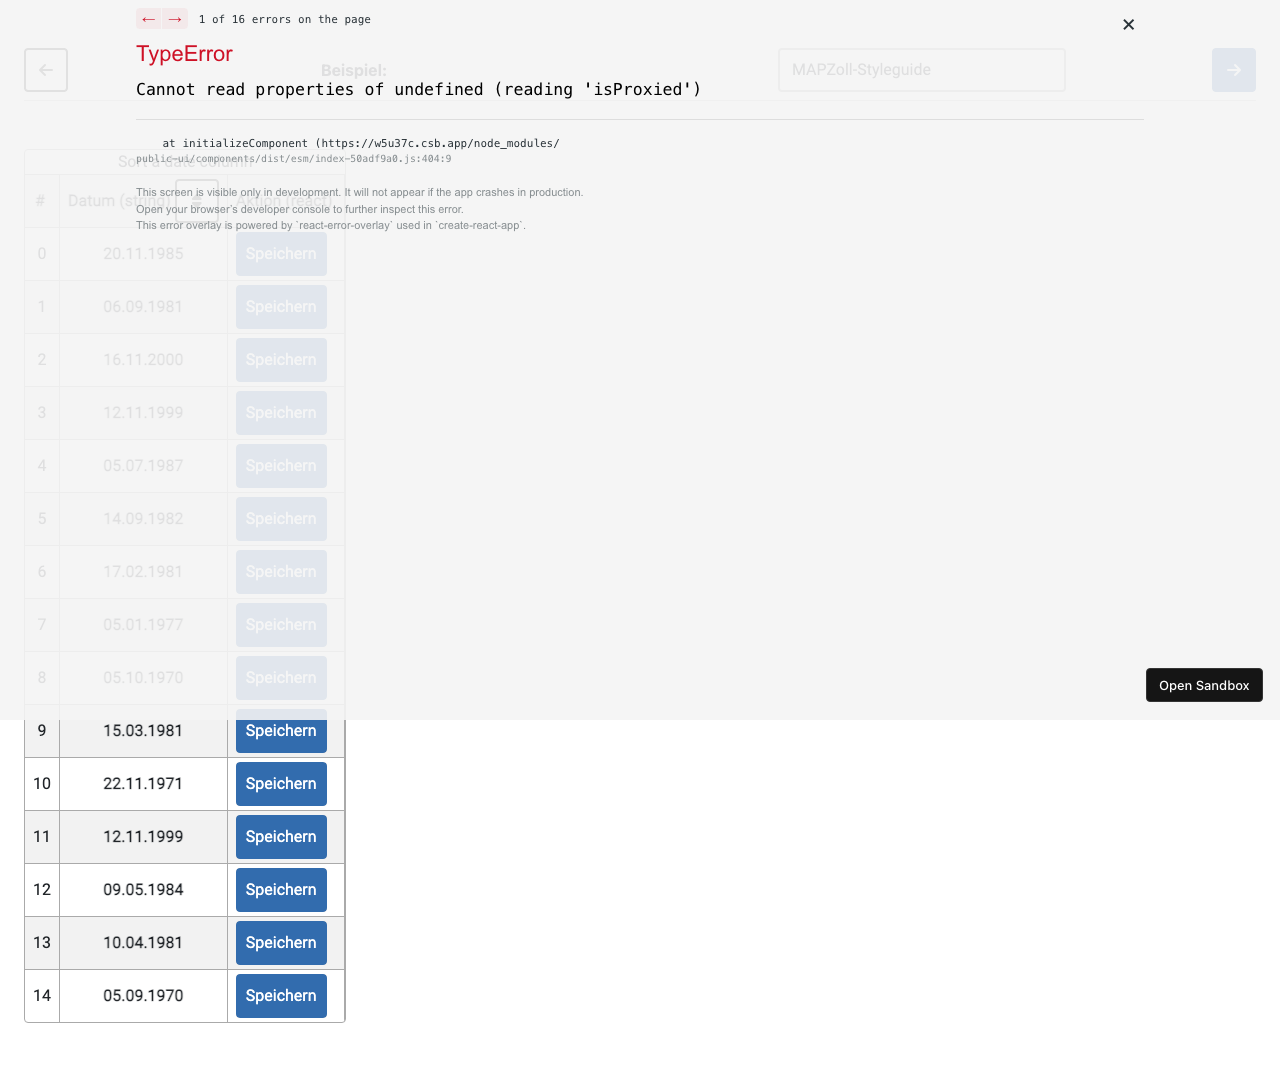 ← → 1 of 16 errors on the page
TypeError
Beispiel:
MAPZoll-Styleguide
Cannot read properties of undefined (reading 'isProxied')
at initializeComponent (https://w5u37c.csb.app/node_modules/
public-ui/components/dist/esm/index-50adf9a0.js:404:9
Sort a date column
This screen is visible only in development. It will not appear if the app crashes in production.
Open your browser's developer console to further inspect this error.
This error overlay is powered by `react-error-overlay` used in `create-react-app`.
# Datum (string) Aktion (react)
0 20.11.1985 Speichern
1 06.09.1981 Speichern
2 16.11.2000 Speichern
3 12.11.1999 Speichern
4 05.07.1987 Speichern
5 14.09.1982 Speichern
6 17.02.1981 Speichern
7 05.01.1977 Speichern
8 05.10.1970 Speichern
Open Sandbox
9 15.03.1981 Speichern
10 22.11.1971 Speichern
11 12.11.1999 Speichern
12 09.05.1984 Speichern
13 10.04.1981 Speichern
14 05.09.1970 Speichern